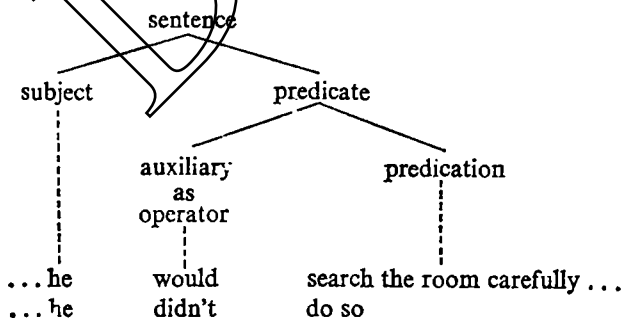 sentence
subject predicate
auxiliary predication
as
operator
...he would search the room carefully ...
...he didn't do so